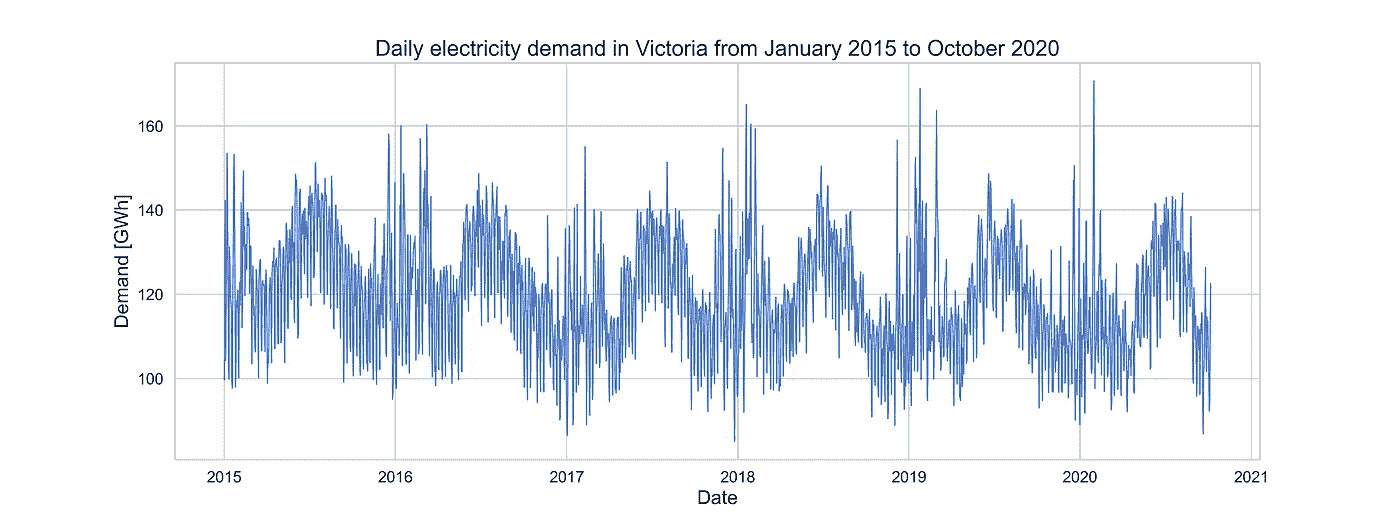 Daily electricity demand in Victoria from January 2015 to October 2020
160
140
120
100
Demand [GWh]
2015 2016 2017 2018 2019 2020 2021
Date